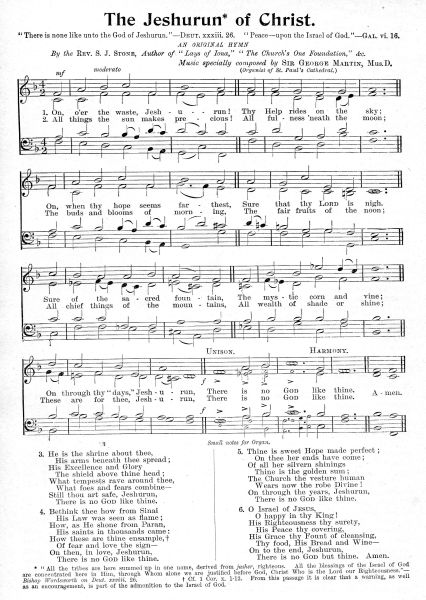 The Jeshurun* of Christ.
"There is none like unto the God of Jeshurun."—DEUT. xxxiii. 26. "Peace—upon the Israel of God."—GAL. vi. 16.
AN ORIGINAL HYMN
By the REV. S. J. STONE, Author of "Lays of Iona," "The Church's One Foundation," &c.
Music specially composed by SIR GEORGE MARTIN, MUS.D.
(Organist of St. Paul's Cathedral.)
mf moderato
1. On, o'er the waste, Jesh - u - - - run! Thy Help rides on the sky;
2. All things the sun makes pre - cious! All ful - ness 'neath the moon;
On, when thy hope seems far - thest, Sure that thy LORD is nigh.
The buds and blooms of morn - ing, The fair fruits of the noon;
Sure of the sa - cred foun - tain, The mys - tic corn and vine;
All chief things of the moun - tains, All wealth of shade or shine;
UNISON. HARMONY.
On through thy "days," Jesh - u - run, There is no GOD like thine. A-men.
These are for thee, Jesh - u - run, There is no GOD like thine.
Small notes for Organ.
3. He is the shrine about thee,
His arms beneath thee spread;
His Excellence and Glory
The shield above thine head;
What tempests rave around thee,
What foes and fears combine—
Still thou art safe, Jeshurun,
There is no GOD like thine.
4. Bethink thee how from Sinai
His Law was seen as flame;
How, as He shone from Paran,
His saints in thousands came:
How these are thine ensample,†
Of fear and love the sign—
On then, in love, Jeshurun,
There is no GOD like thine.
5. Thine is sweet Hope made perfect;
On thee her ends have come;
Of all her silvern shinings
Thine is the golden sum;
The Church the vesture human
Wears now the robe Divine!
On through the years, Jeshurun,
There is no GOD like thine.
6. O Israel of JESUS,
O happy in thy King!
His Righteousness thy surety,
His Peace thy covering,
His Grace thy Fount of cleansing,
Thy food, His Bread and Wine—
On to the end, Jeshurun,
There is no GOD but thine. Amen.
* "All the tribes are here summed up in one name, derived from jashar, righteous. All the blessings of the Israel of God
are concentrated here in Him, through Whom alone we are justified before God, Christ Who is the Lord our Righteousness."—
Bishop Wordsworth on Deut. xxxiii. 26. † Cf. 1 Cor. x. 1-13. From this passage it is clear that a warning, as well
as an encouragement, is part of the admonition to the Israel of God.